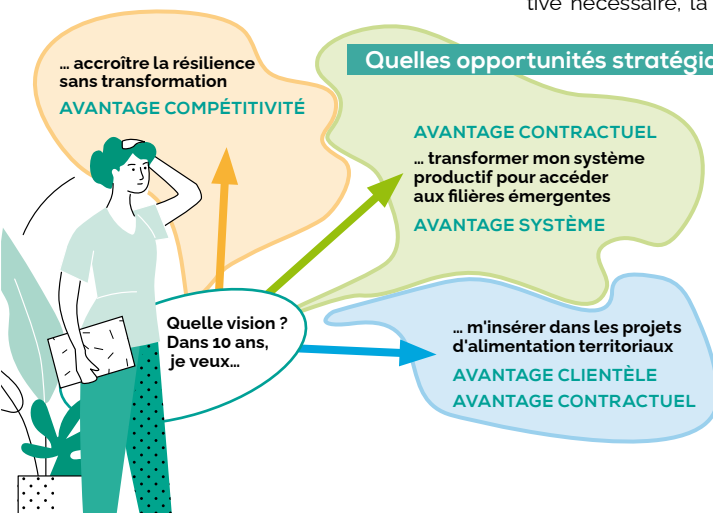 tive nécessaire, la
Quelles opportunités
... accroître la résilience
sans transformation
AVANTAGE COMPÉTITIVITÉ
AVANTAGE CONTRACTUEL
... transformer mon système
productif pour accéder
aux filières émergentes
AVANTAGE SYSTÈME
Quelle vision ?
Dans 10 ans,
je veux...
... m'insérer dans les projets
d'alimentation territoriaux
AVANTAGE CLIENTÈLE
AVANTAGE CONTRACTUEL